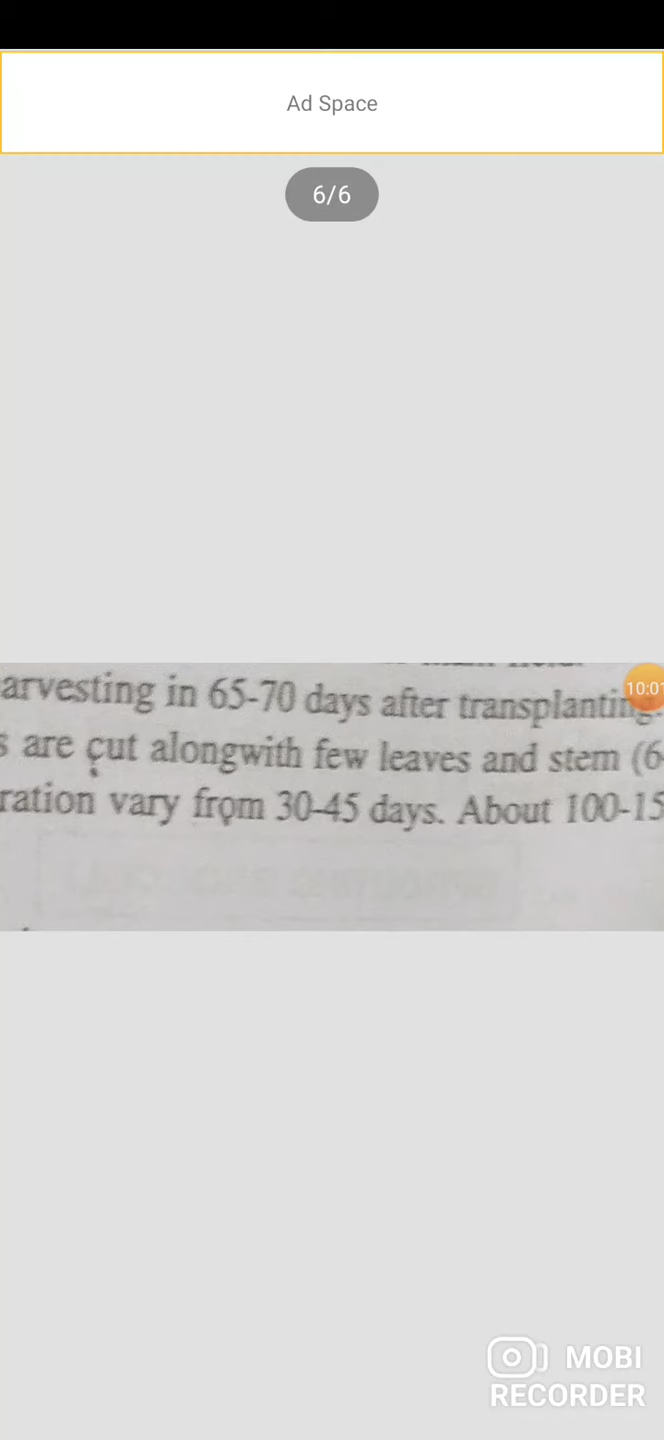 Ad Space
6/6
arvesting in 65-70 days after transplanting.
10:01
s are cut alongwith few leaves and stem (6-
ration vary from 30-45 days. About 100-15
MOBI
RECORDER